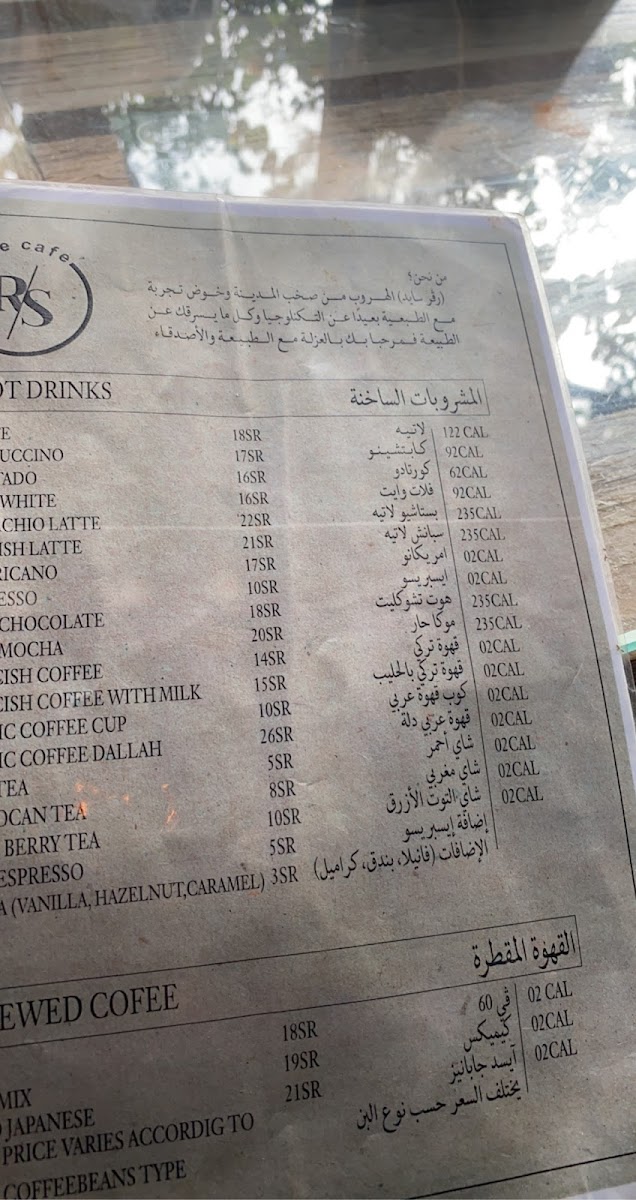 e cafe
R/S
من نحن؟
(رڤر سايد) الهروب من صخب المدينة وخوض تجربة
مع الطبيعة بعيدًا عن التكنلوجيا وكل ما يسرقك عن
الطبيعة فمرحبا بك بالعزلة مع الطبيعة والأصدقاء
OT DRINKS المشروبات الساخنة
E 18SR لاتيه 122 CAL
UCCINO 17SR كابتشينو 92CAL
TADO 16SR كورتادو 62CAL
WHITE 16SR فلات وايت 92CAL
ACHIO LATTE 22SR بستاشيو لاتيه 235CAL
ISH LATTE 21SR سبانش لاتيه 235CAL
RICANO 17SR امريكانو 02CAL
ESSO 10SR ايسبريسو 02CAL
CHOCOLATE 18SR هوت تشوكليت 235CAL
MOCHA 20SR موكا حار 235CAL
CISH COFFEE 14SR قهوة تركي 02CAL
CISH COFFEE WITH MILK 15SR قهوة تركي بالحليب 02CAL
IC COFFEE CUP 10SR كوب قهوة عربي 02CAL
IC COFFEE DALLAH 26SR قهوة عربي دلة 02CAL
TEA 5SR شاي أحمر 02CAL
OCAN TEA 8SR شاي مغربي 02CAL
BERRY TEA 10SR شاي التوت الأزرق 02CAL
ESPRESSO 5SR إضافة إيسبريسو
A (VANILLA, HAZELNUT,CARAMEL) 3SR الإضافات (فانيلا، بندق، كراميل)
EWED COFEE القهوة المقطرة
18SR ڤي 60 02 CAL
MIX 19SR كيميكس 02CAL
JAPANESE 21SR آيسد جابانيز 02CAL
PRICE VARIES ACCORDIG TO يختلف السعر حسب نوع البن
COFFEEBEANS TYPE